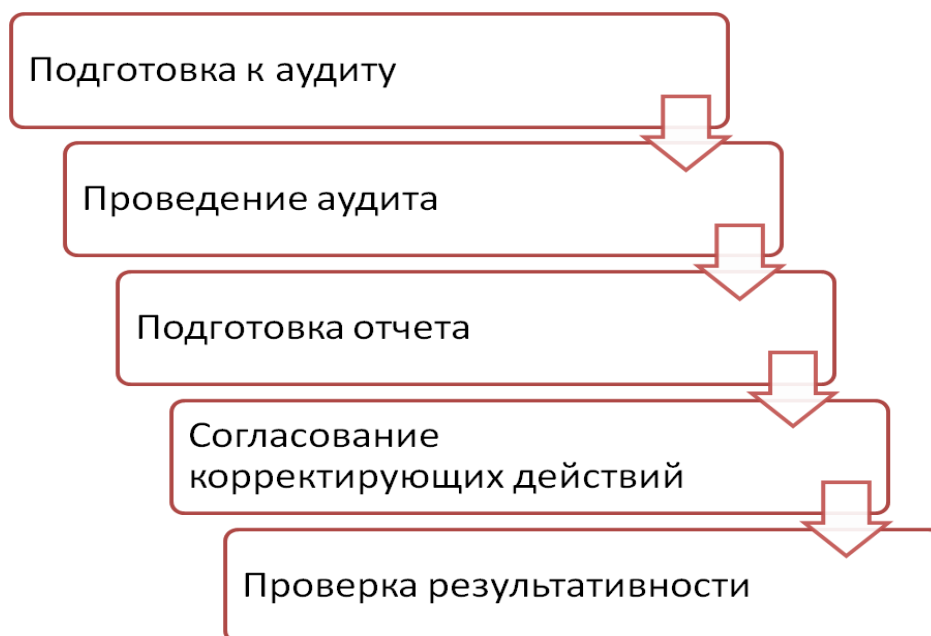 Подготовка к аудиту
Проведение аудита
Подготовка отчета
Согласование
корректирующих действий
Проверка результативности